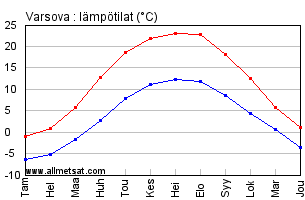 Varsova : lämpötilat (°C)
25
20
15
10
5
0
-5
-10
www.allmetsat.com
Tam
Hel
Maa
Huh
Tou
Kes
Hei
Elo
Syy
Lok
Mar
Jou